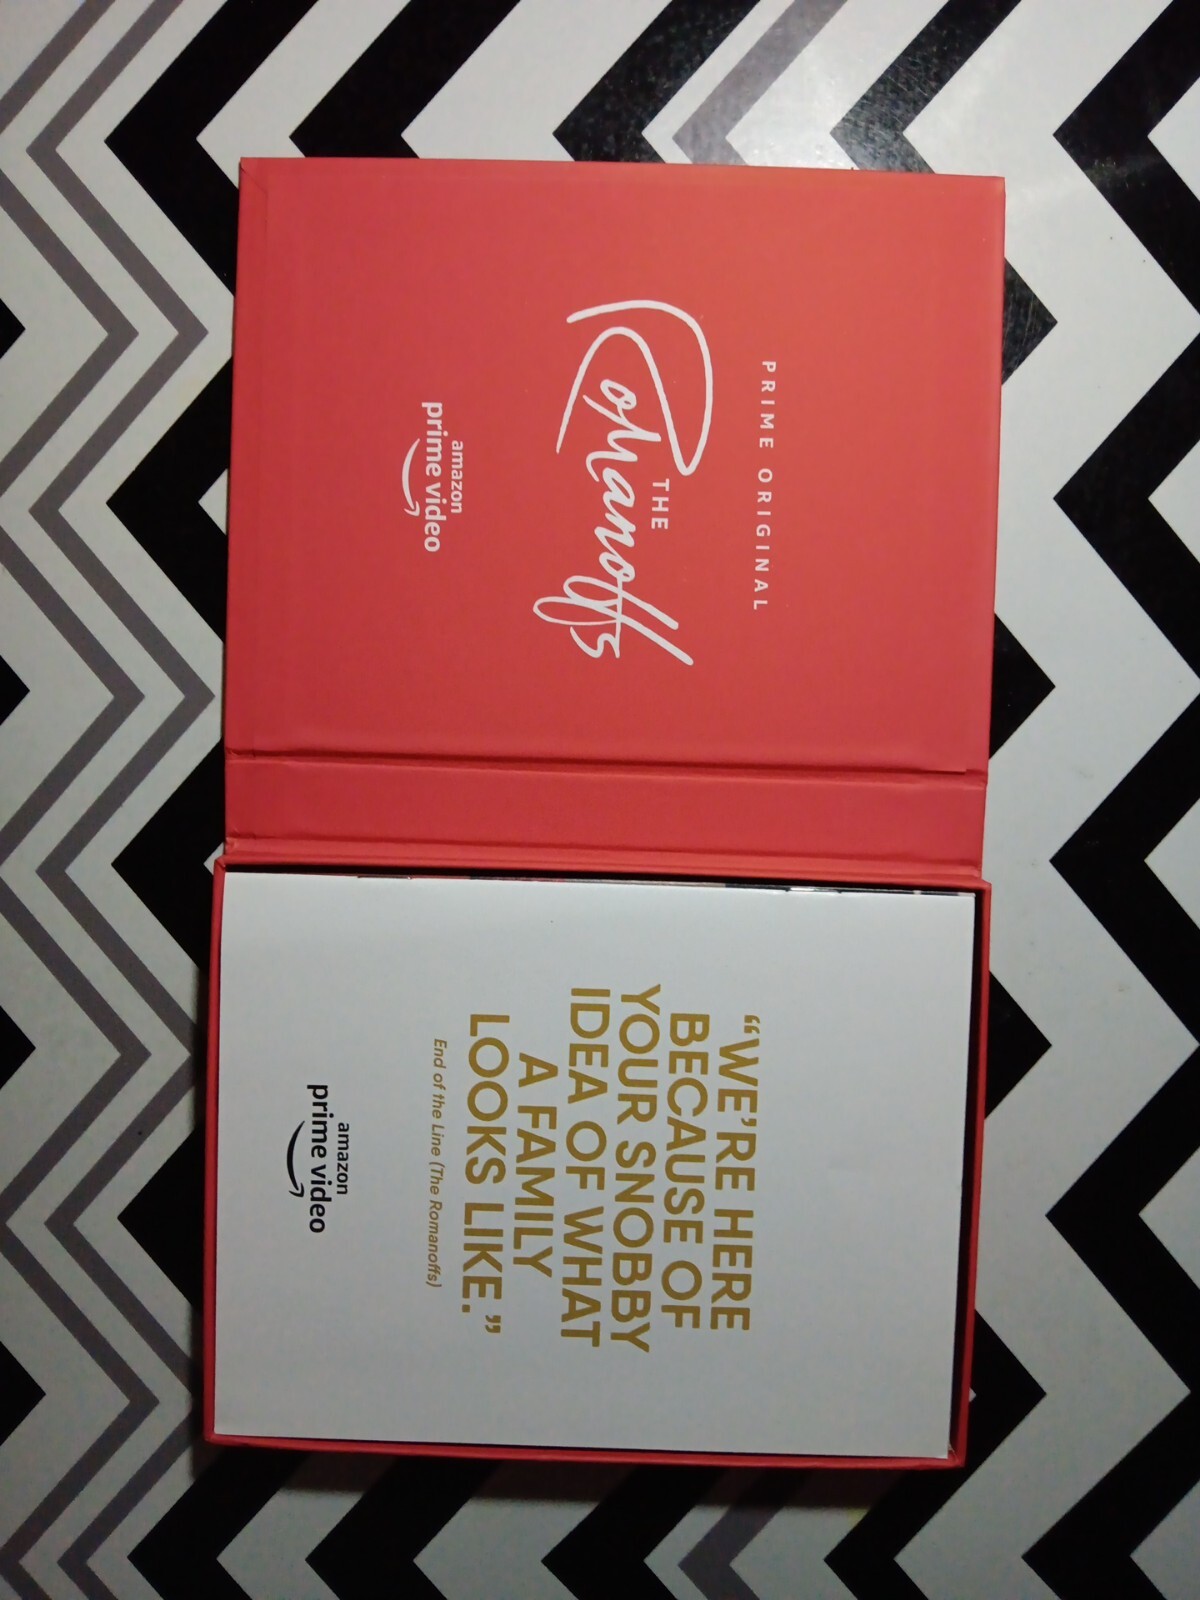 PRIME ORIGINAL
THE
Romanoffs
amazon
prime video
“WE’RE HERE
BECAUSE OF
YOUR SNOBBY
IDEA OF WHAT
A FAMILY
LOOKS LIKE.”
End of the Line (The Romanoffs)
amazon
prime video